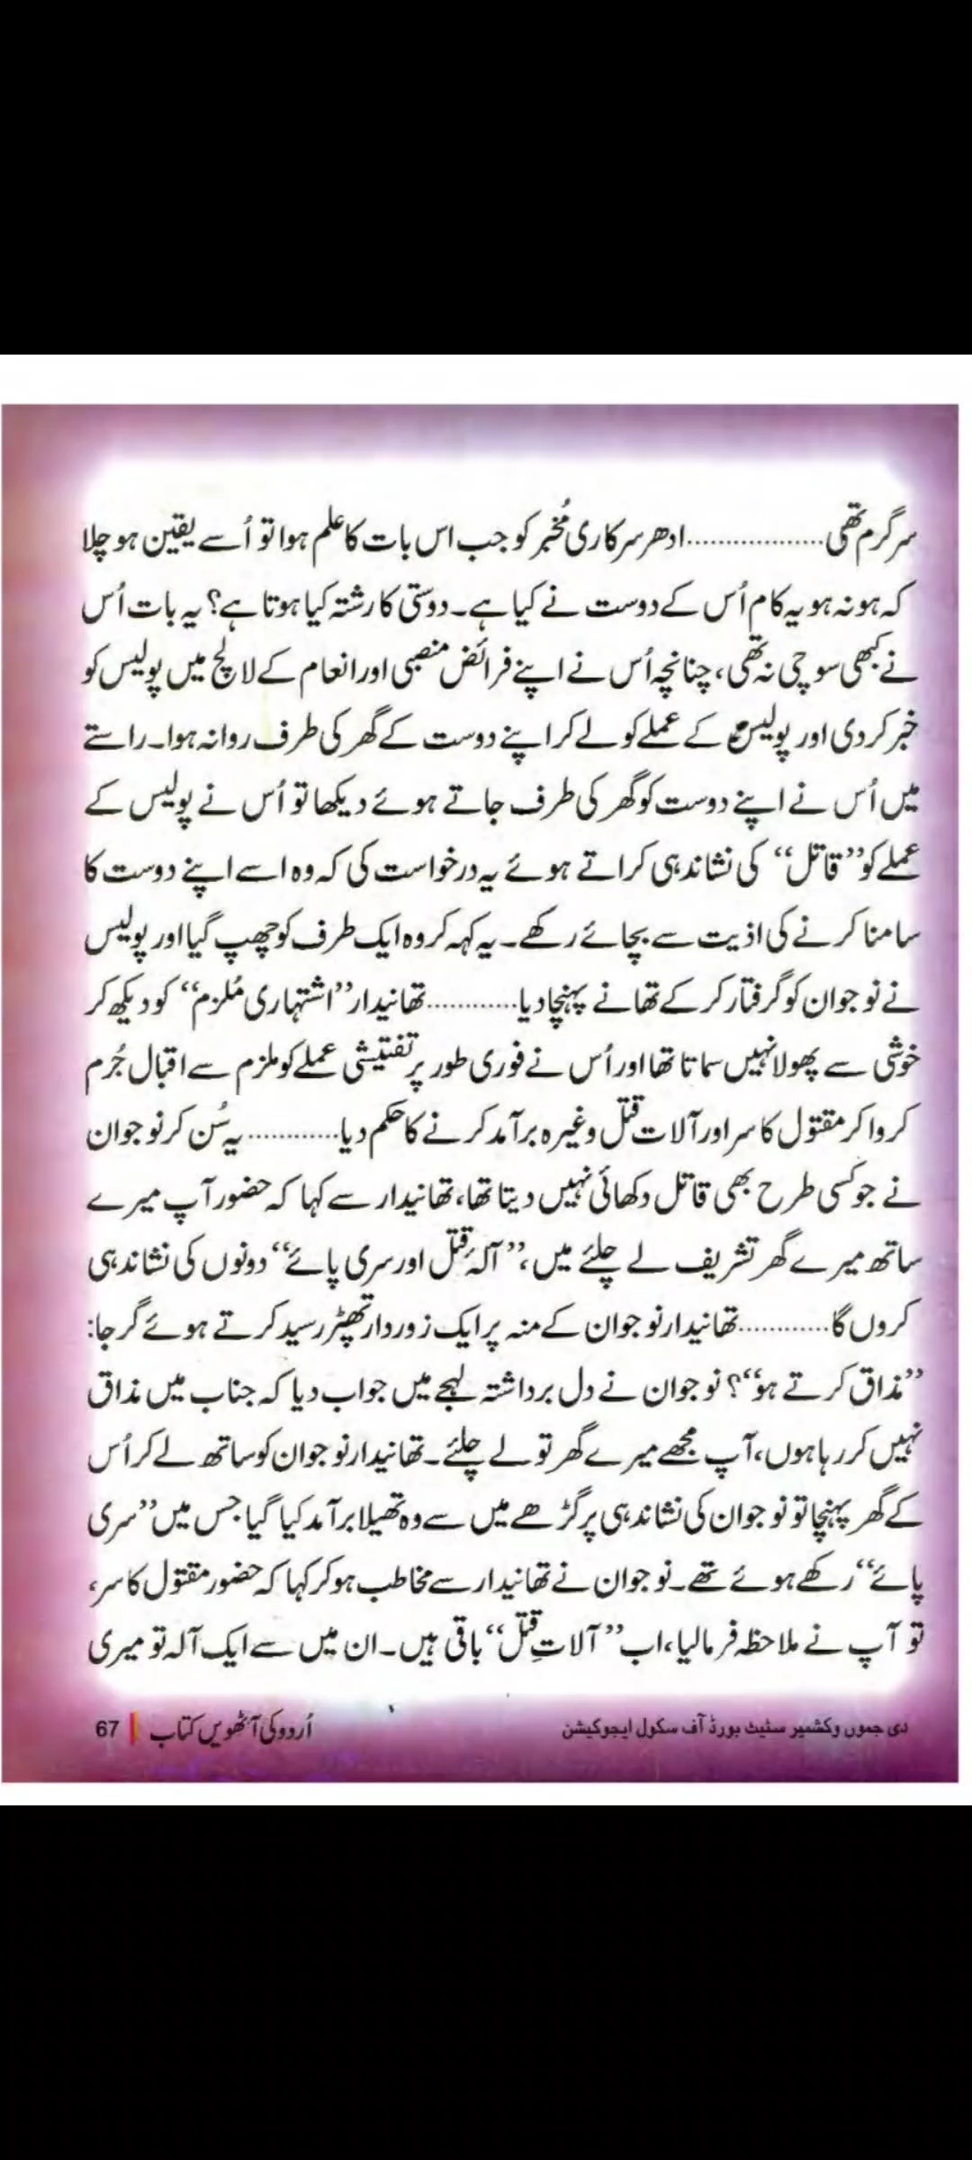 سرگرم تھی..................ادھر سرکاری مُخبر کو جب اس بات کا علم ہوا تو اُسے یقین ہو چلا
کہ ہو نہ ہو یہ کام اُس کے دوست نے کیا ہے۔ دوستی کا رشتہ کیا ہوتا ہے؟ یہ بات اُس
نے کبھی سوچی نہ تھی، چنانچہ اُس نے اپنے فرائض منصبی اور انعام کے لالچ میں پولیس کو
خبر کر دی اور پولیس کے عملے کو لے کر اپنے دوست کے گھر کی طرف روانہ ہوا۔ راستے
میں اُس نے اپنے دوست کو گھر کی طرف جاتے ہوئے دیکھا تو اُس نے پولیس کے
عملے کو ”قاتل“ کی نشاندہی کراتے ہوئے یہ درخواست کی کہ وہ اسے اپنے دوست کا
سامنا کرنے کی اذیت سے بچائے رکھے۔ یہ کہہ کر وہ ایک طرف کو چھپ گیا اور پولیس
نے نوجوان کو گرفتار کر کے تھانے پہنچا دیا............تھانیدار ”اشتہاری مُلزم“ کو دیکھ کر
خوشی سے پھولا نہیں سماتا تھا اور اُس نے فوری طور پر تفتیشی عملے کو ملزم سے اقبال جُرم
کروا کر مقتول کا سر اور آلات قتل وغیرہ برآمد کرنے کا حکم دیا............ یہ سُن کر نوجوان
نے جو کسی طرح بھی قاتل دکھائی نہیں دیتا تھا، تھانیدار سے کہا کہ حضور آپ میرے
ساتھ میرے گھر تشریف لے چلئے میں، ”آلۂ قتل اور سری پائے“ دونوں کی نشاندہی
کروں گا............تھانیدار نوجوان کے منہ پر ایک زوردار تھپڑ رسید کرتے ہوئے گرجا:
”مذاق کرتے ہو“؟ نوجوان نے دل برداشتہ لہجے میں جواب دیا کہ جناب میں مذاق
نہیں کر رہا ہوں، آپ مجھے میرے گھر تو لے چلئے۔ تھانیدار نوجوان کو ساتھ لے کر اُس
کے گھر پہنچا تو نوجوان کی نشاندہی پر گڑھے میں سے وہ تھیلا برآمد کیا گیا جس میں ”سری
پائے“ رکھے ہوئے تھے۔ نوجوان نے تھانیدار سے مخاطب ہو کر کہا کہ حضور مقتول کا سر،
تو آپ نے ملاحظہ فرما لیا، اب ”آلاتِ قتل“ باقی ہیں۔ ان میں سے ایک آلہ تو میری
دی جموں وکشمیر سٹیٹ بورڈ آف سکول ایجوکیشن
اُردو کی آٹھویں کتاب | 67